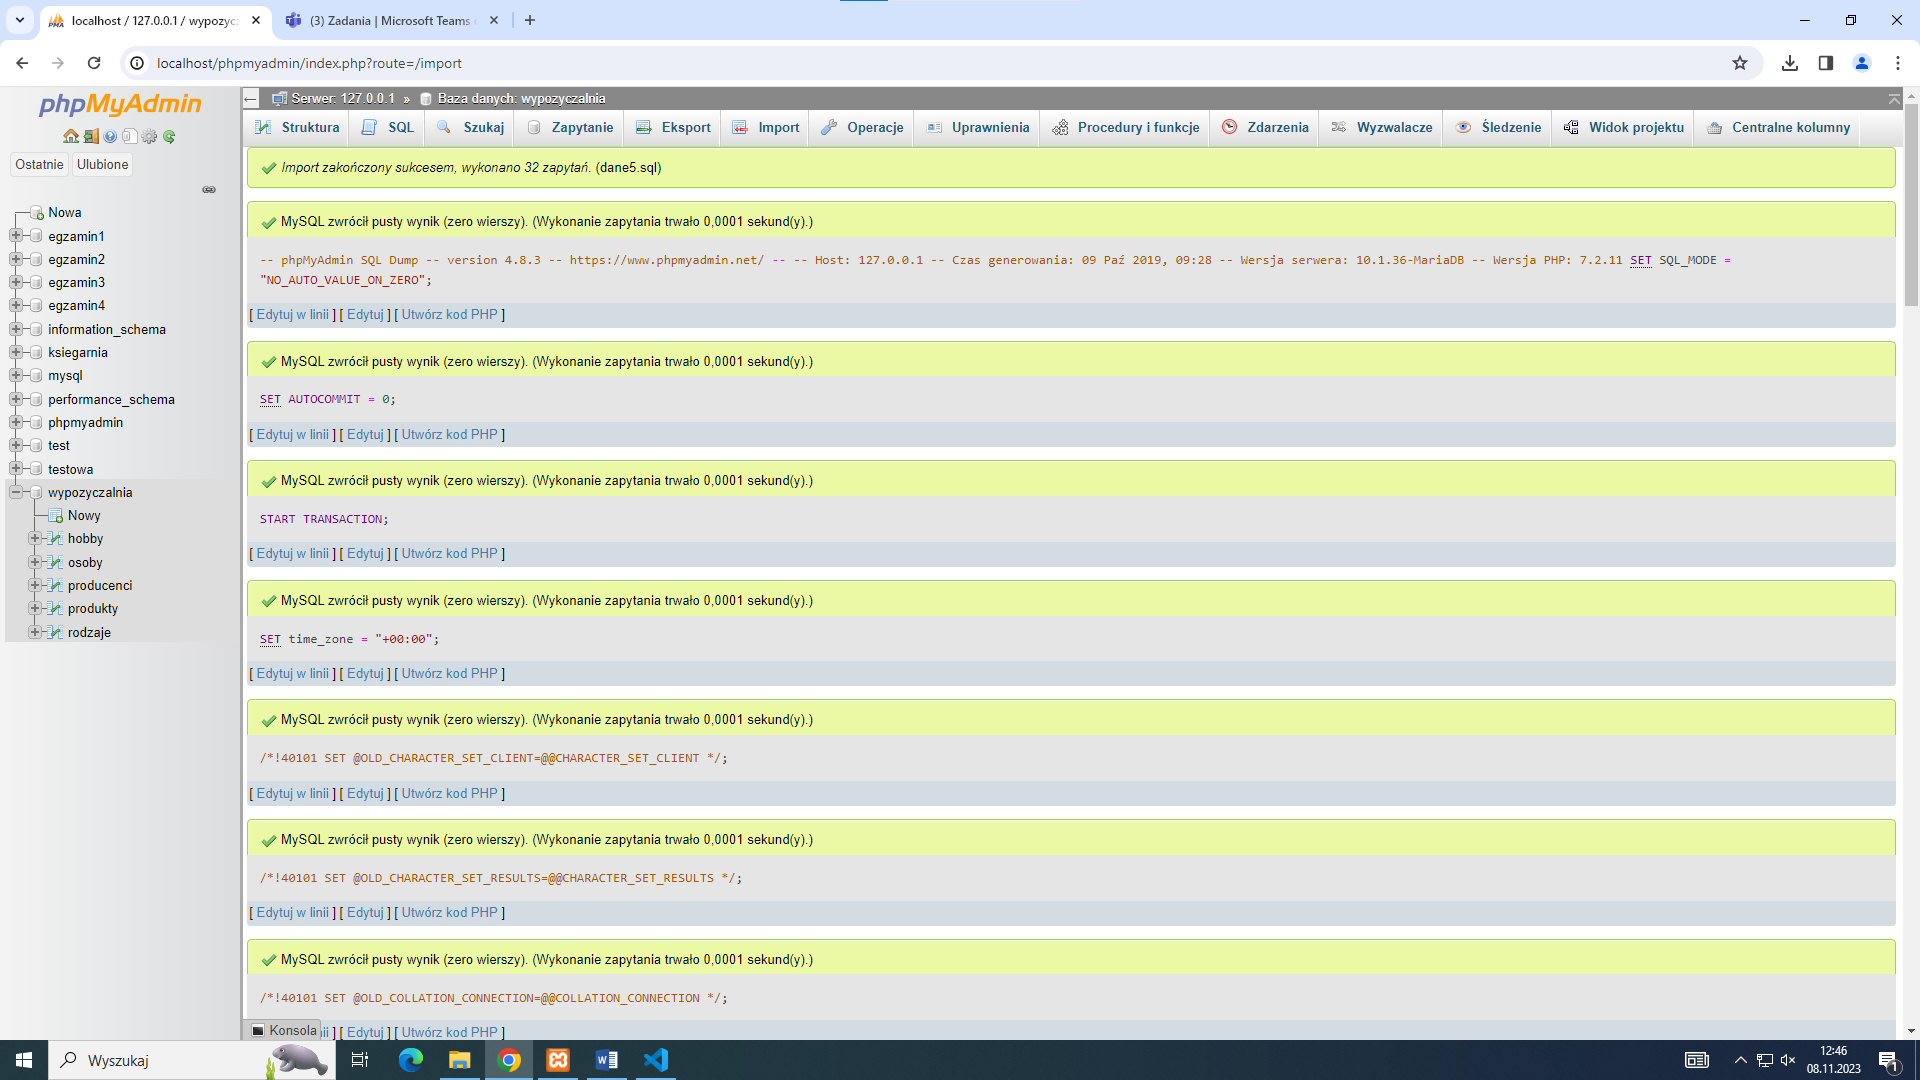 localhost / 127.0.0.1 / wypożycz
(3) Zadania | Microsoft Teams
localhost/phpmyadmin/index.php?route=/import
phpMyAdmin
Ostatnie
Ulubione
Nowa
egzamin1
egzamin2
egzamin3
egzamin4
information_schema
ksiegarnia
mysql
performance_schema
phpmyadmin
test
testowa
wypozyczalnia
Nowy
hobby
osoby
producenci
produkty
rodzaje
Serwer: 127.0.0.1 » Baza danych: wypozyczalnia
Struktura SQL Szukaj Zapytanie Eksport Import Operacje Uprawnienia Procedury i funkcje Zdarzenia Wyzwalacze Śledzenie Widok projektu Centralne kolumny
Import zakończony sukcesem, wykonano 32 zapytań. (dane5.sql)
MySQL zwrócił pusty wynik (zero wierszy). (Wykonanie zapytania trwało 0,0001 sekund(y).)
-- phpMyAdmin SQL Dump -- version 4.8.3 -- https://www.phpmyadmin.net/ -- -- Host: 127.0.0.1 -- Czas generowania: 09 Paź 2019, 09:28 -- Wersja serwera: 10.1.36-MariaDB -- Wersja PHP: 7.2.11 SET SQL_MODE =
"NO_AUTO_VALUE_ON_ZERO";
[ Edytuj w linii ] [ Edytuj ] [ Utwórz kod PHP ]
MySQL zwrócił pusty wynik (zero wierszy). (Wykonanie zapytania trwało 0,0001 sekund(y).)
SET AUTOCOMMIT = 0;
[ Edytuj w linii ] [ Edytuj ] [ Utwórz kod PHP ]
MySQL zwrócił pusty wynik (zero wierszy). (Wykonanie zapytania trwało 0,0001 sekund(y).)
START TRANSACTION;
[ Edytuj w linii ] [ Edytuj ] [ Utwórz kod PHP ]
MySQL zwrócił pusty wynik (zero wierszy). (Wykonanie zapytania trwało 0,0001 sekund(y).)
SET time_zone = "+00:00";
[ Edytuj w linii ] [ Edytuj ] [ Utwórz kod PHP ]
MySQL zwrócił pusty wynik (zero wierszy). (Wykonanie zapytania trwało 0,0001 sekund(y).)
/*!40101 SET @OLD_CHARACTER_SET_CLIENT=@@CHARACTER_SET_CLIENT */;
[ Edytuj w linii ] [ Edytuj ] [ Utwórz kod PHP ]
MySQL zwrócił pusty wynik (zero wierszy). (Wykonanie zapytania trwało 0,0001 sekund(y).)
/*!40101 SET @OLD_CHARACTER_SET_RESULTS=@@CHARACTER_SET_RESULTS */;
[ Edytuj w linii ] [ Edytuj ] [ Utwórz kod PHP ]
MySQL zwrócił pusty wynik (zero wierszy). (Wykonanie zapytania trwało 0,0001 sekund(y).)
/*!40101 SET @OLD_COLLATION_CONNECTION=@@COLLATION_CONNECTION */;
Konsola nii ] [ Edytuj ] [ Utwórz kod PHP ]
Wyszukaj
12:46
08.11.2023
1